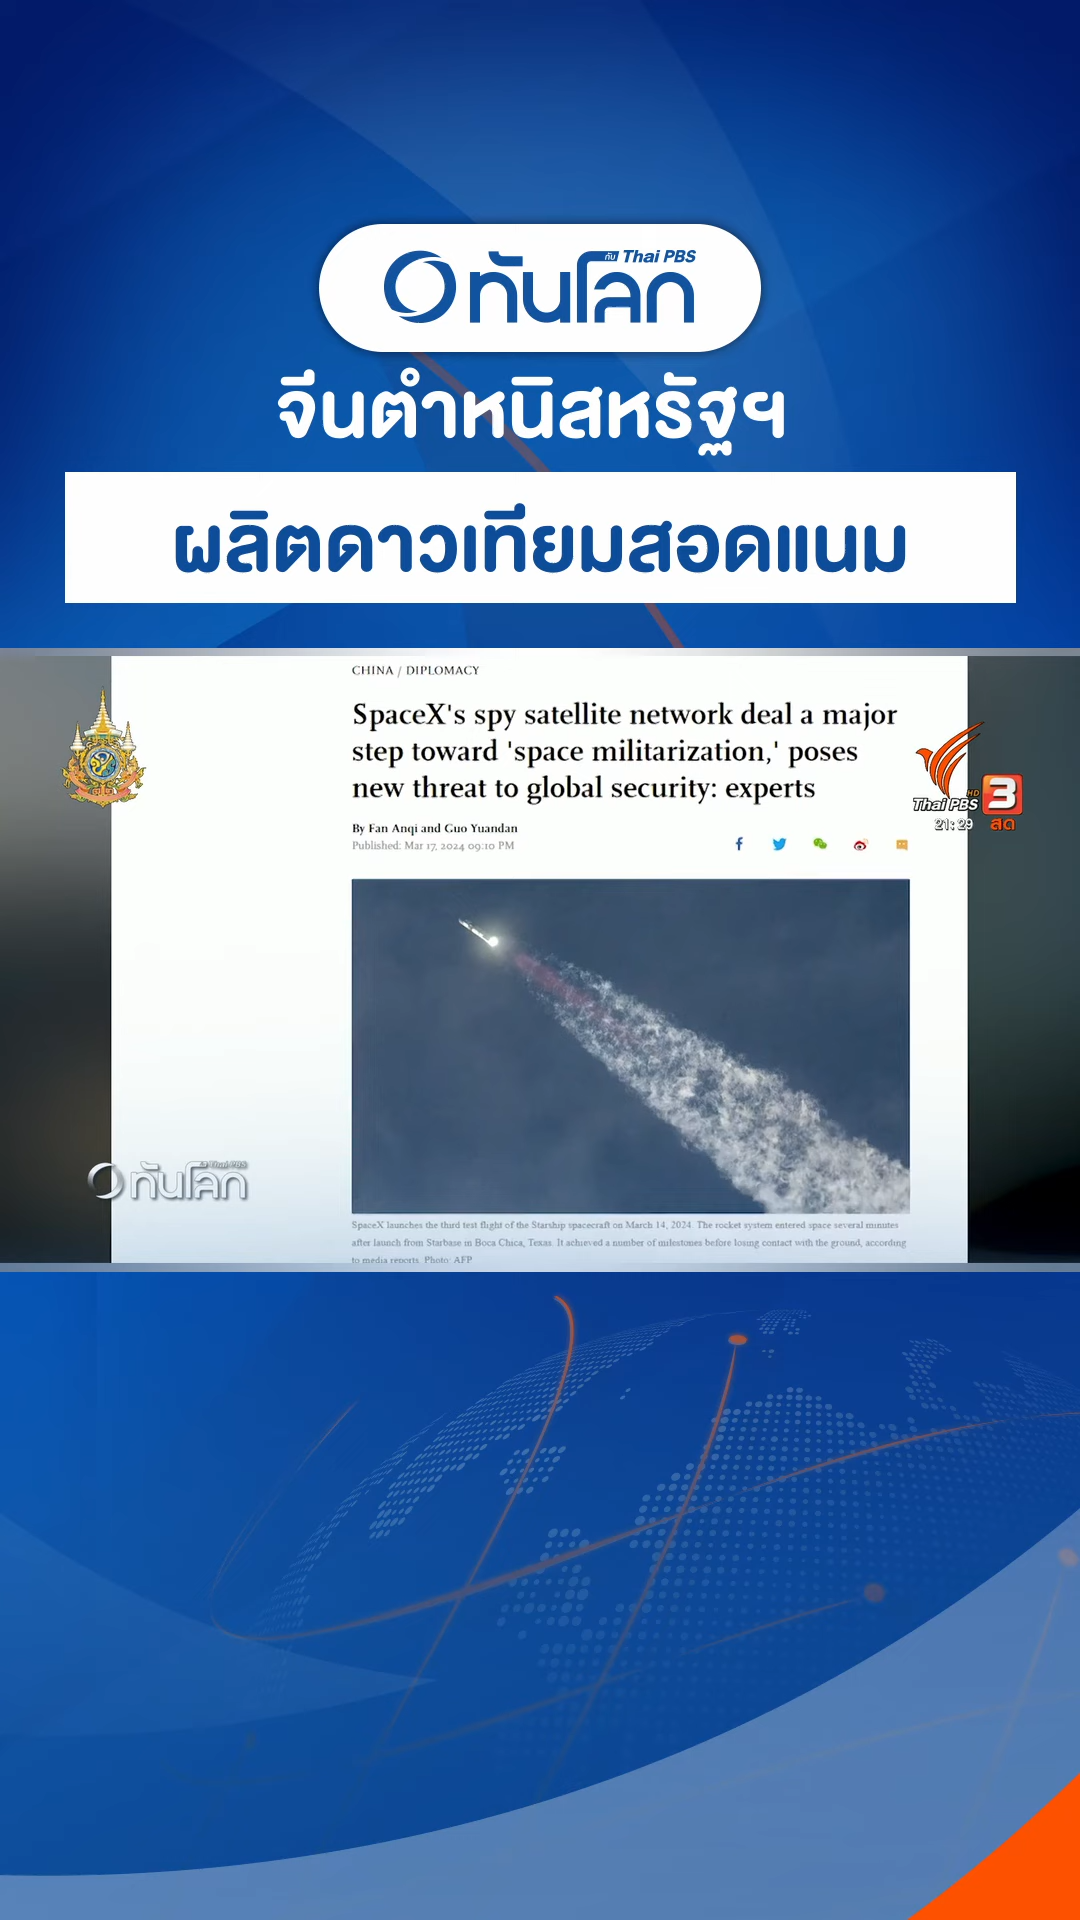 ทันโลก กับ Thai PBS
จีนตำหนิสหรัฐฯ
ผลิตดาวเทียมสอดแนม
CHINA / DIPLOMACY
SpaceX's spy satellite network deal a major
step toward 'space militarization,' poses
new threat to global security: experts
By Fan Anqi and Guo Yuandan
Published: Mar 17, 2024 09:10 PM
Thai PBS HD 3
21:29 สด
ทันโลก กับ Thai PBS
SpaceX launches the third test flight of the Starship spacecraft on March 14, 2024. The rocket system entered space several minutes
after launch from Starbase in Boca Chica, Texas. It achieved a number of milestones before losing contact with the ground, according
to media reports. Photo: AFP